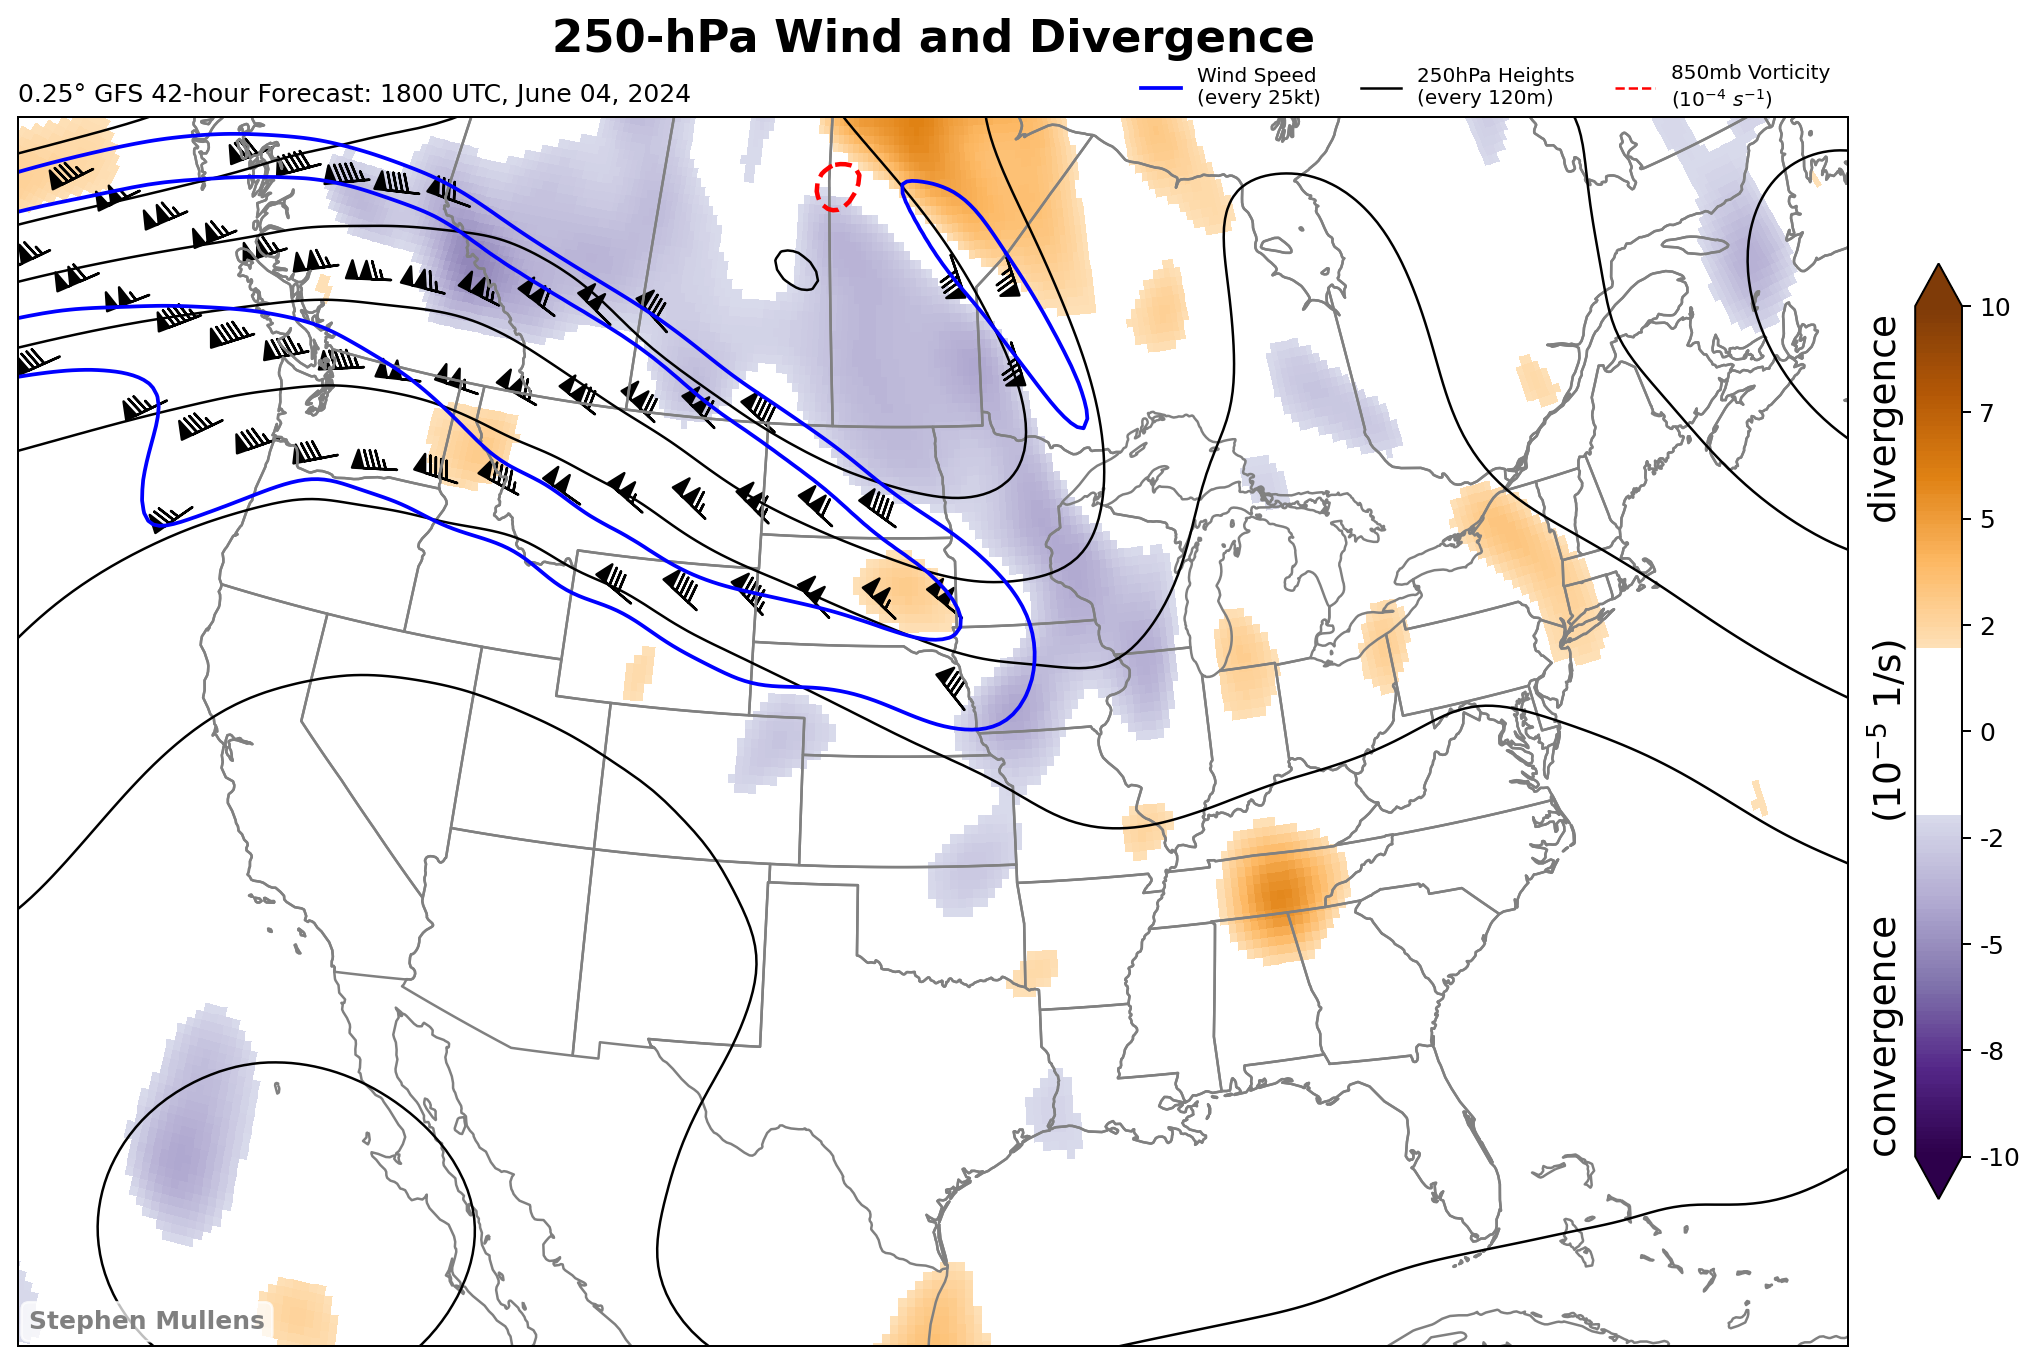 250-hPa Wind and Divergence
0.25° GFS 42-hour Forecast: 1800 UTC, June 04, 2024
Wind Speed
(every 25kt)
250hPa Heights
(every 120m)
850mb Vorticity
(10⁻⁴ s⁻¹)
10
7
5
2
0
-2
-5
-8
-10
convergence (10⁻⁵ 1/s) divergence
Stephen Mullens